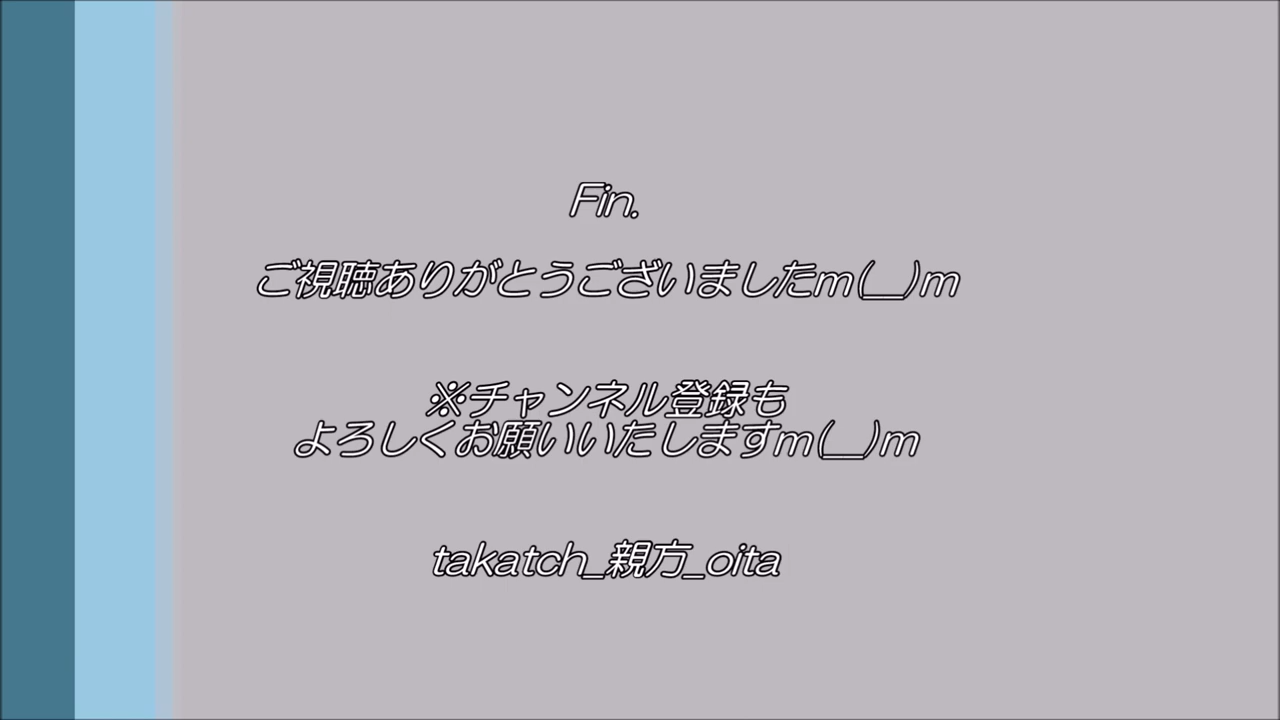 Fin.
ご視聴ありがとうございましたm(__)m
※チャンネル登録も
よろしくお願いいたしますm(__)m
takatch_親方_oita